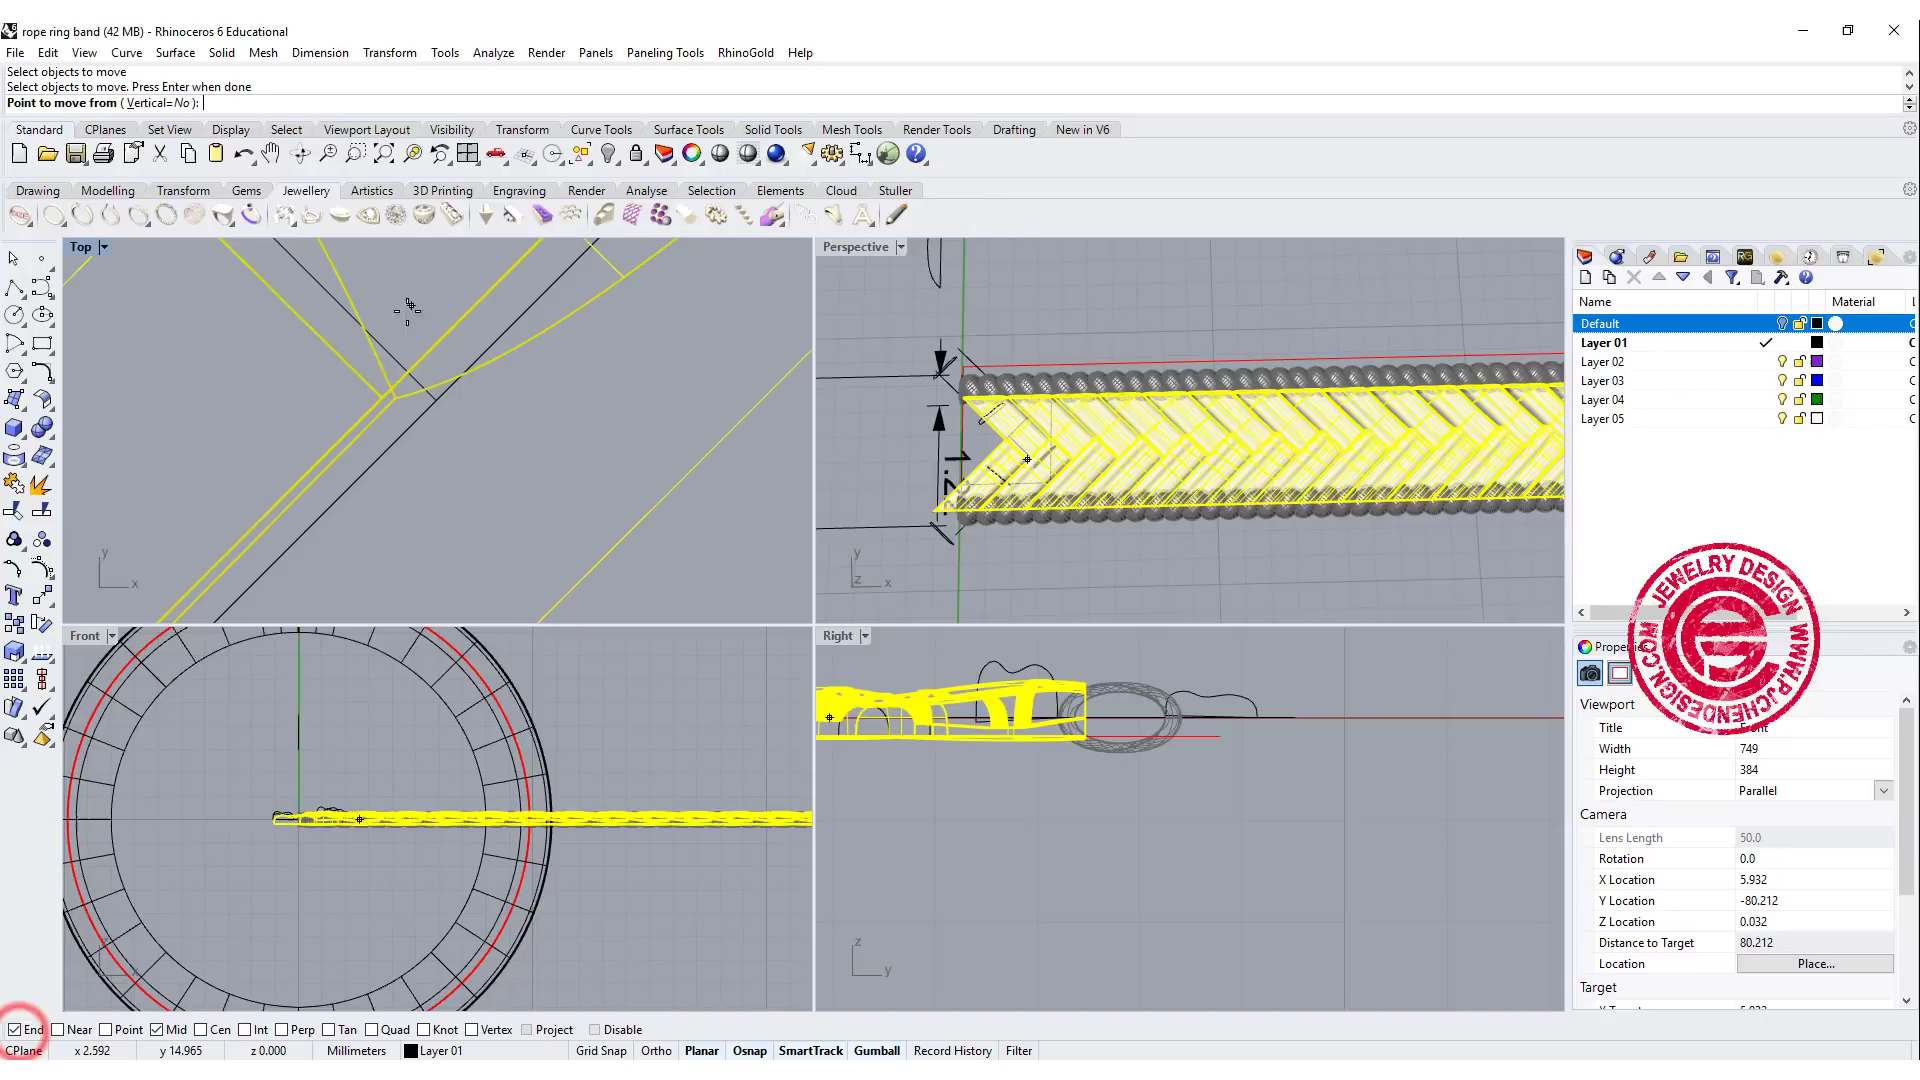 rope ring band (42 MB) - Rhinoceros 6 Educational
File Edit View Curve Surface Solid Mesh Dimension Transform Tools Analyze Render Panels Paneling Tools RhinoGold Help
Select objects to move
Select objects to move. Press Enter when done
Point to move from ( Vertical=No ):
Standard CPlanes Set View Display Select Viewport Layout Visibility Transform Curve Tools Surface Tools Solid Tools Mesh Tools Render Tools Drafting New in V6
Drawing Modelling Transform Gems Jewellery Artistics 3D Printing Engraving Render Analyse Selection Elements Cloud Stuller
Top
Perspective
y
x
y
z x
Name Material
Default
Layer 01
Layer 02
Layer 03
Layer 04
Layer 05
JEWELRY DESIGN
WWW.PJCHENDESIGN.COM
Front
Right
x
z
y
Viewport
Title Front
Width 749
Height 384
Projection Parallel
Camera
Lens Length 50.0
Rotation 0.0
X Location 5.932
Y Location -80.212
Z Location 0.032
Distance to Target 80.212
Location Place...
Target
End Near Point Mid Cen Int Perp Tan Quad Knot Vertex Project Disable
CPlane x 2.592 y 14.965 z 0.000 Millimeters Layer 01 Grid Snap Ortho Planar Osnap SmartTrack Gumball Record History Filter